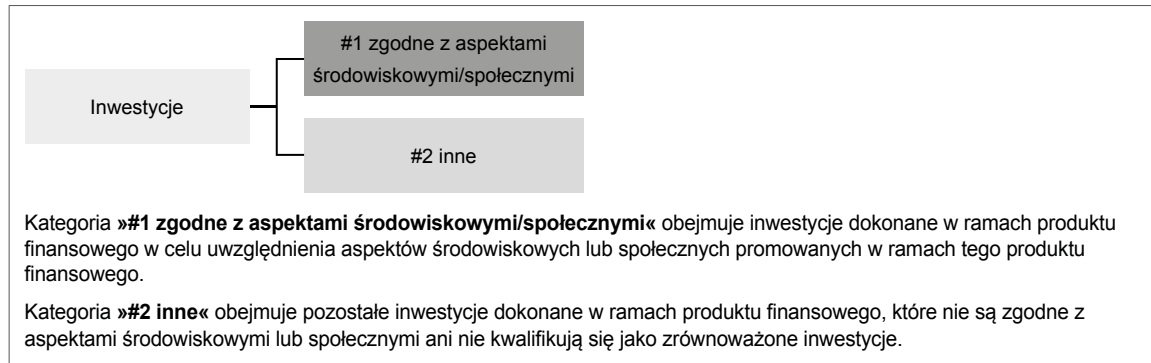 #1 zgodne z aspektami
środowiskowymi/społecznymi
Inwestycje
#2 inne
Kategoria »#1 zgodne z aspektami środowiskowymi/społecznymi« obejmuje inwestycje dokonane w ramach produktu
finansowego w celu uwzględnienia aspektów środowiskowych lub społecznych promowanych w ramach tego produktu
finansowego.
Kategoria »#2 inne« obejmuje pozostałe inwestycje dokonane w ramach produktu finansowego, które nie są zgodne z
aspektami środowiskowymi lub społecznymi ani nie kwalifikują się jako zrównoważone inwestycje.